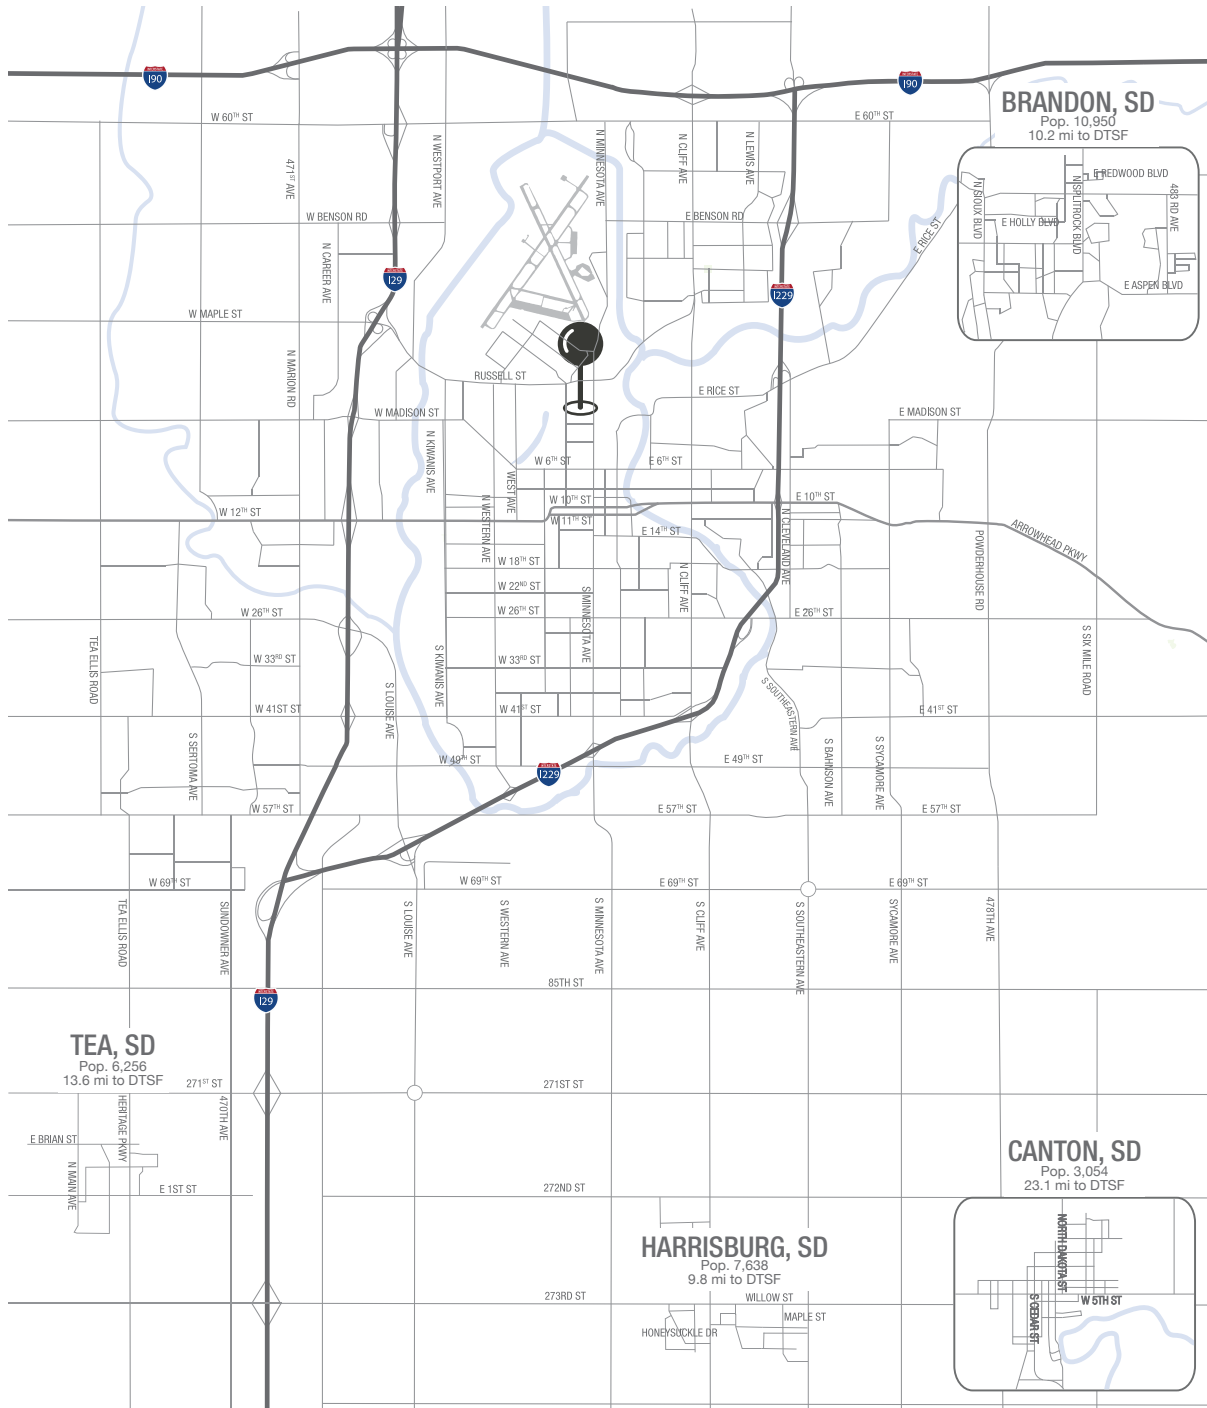 I90
I90
BRANDON, SD
Pop. 10,950
10.2 mi to DTSF
W 60TH ST
E 60TH ST
N WESTPORT AVE
N MINNESOTA AVE
N CLIFF AVE
N LEWIS AVE
471ST AVE
E REDWOOD BLVD
N SIOUX BLVD
N SPLITROCK BLVD
483 RD AVE
E HOLLY BLVD
E ASPEN BLVD
W BENSON RD
E BENSON RD
E RICE ST
N CAREER AVE
I29
I229
W MAPLE ST
N MARION RD
RUSSELL ST
E RICE ST
W MADISON ST
E MADISON ST
N KIWANIS AVE
W 6TH ST
E 6TH ST
WEST AVE
N WESTERN AVE
W 10TH ST
E 10TH ST
W 12TH ST
W 11TH ST
E 14TH ST
N CLEVELAND AVE
ARROWHEAD PKWY
POWDERHOUSE RD
W 18TH ST
N CLIFF AVE
W 22ND ST
S MINNESOTA AVE
W 26TH ST
W 26TH ST
E 26TH ST
TEA ELLIS ROAD
S SIX MILE ROAD
W 33RD ST
S KIWANIS AVE
W 33RD ST
S LOUISE AVE
S SOUTHEASTERN AVE
W 41ST ST
W 41ST ST
E 41ST ST
S SERTOMA AVE
S BAHNSON AVE
S SYCAMORE AVE
W 49TH ST
E 49TH ST
I229
W 57TH ST
E 57TH ST
E 57TH ST
W 69TH ST
W 69TH ST
E 69TH ST
E 69TH ST
TEA ELLIS ROAD
SUNDOWNER AVE
S LOUISE AVE
S WESTERN AVE
S MINNESOTA AVE
S CLIFF AVE
S SOUTHEASTERN AVE
SYCAMORE AVE
478TH AVE
85TH ST
I29
TEA, SD
Pop. 6,256
13.6 mi to DTSF
271ST ST
271ST ST
HERITAGE PKWY
470TH AVE
E BRIAN ST
N MAIN AVE
E 1ST ST
CANTON, SD
Pop. 3,054
23.1 mi to DTSF
272ND ST
NORTH DAKOTA ST
HARRISBURG, SD
Pop. 7,638
9.8 mi to DTSF
273RD ST
WILLOW ST
W 5TH ST
S CEDAR ST
MAPLE ST
HONEYSUCKLE DR